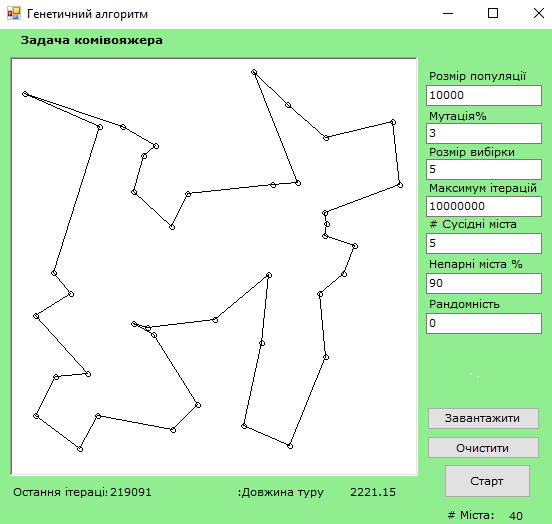 Генетичний алгоритм
Задача комівояжера
Розмір популяції
10000
Мутація%
3
Розмір вибірки
5
Максимум ітерацій
10000000
# Сусідні міста
5
Непарні міста %
90
Рандомність
0
Завантажити
Очистити
Старт
Остання ітераці: 219091 :Довжина туру 2221.15
# Міста: 40